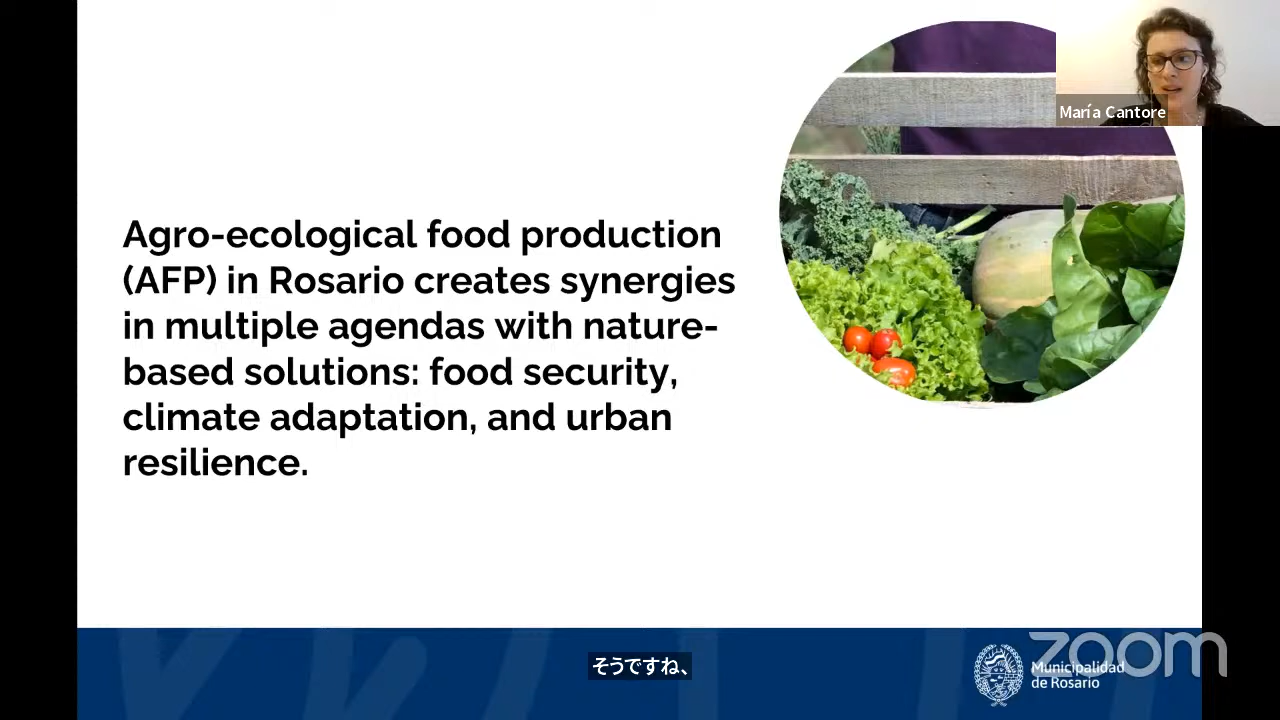 María Cantore
Agro-ecological food production
(AFP) in Rosario creates synergies
in multiple agendas with nature-
based solutions: food security,
climate adaptation, and urban
resilience.
そうですね、
Municipalidad
de Rosario
zoom